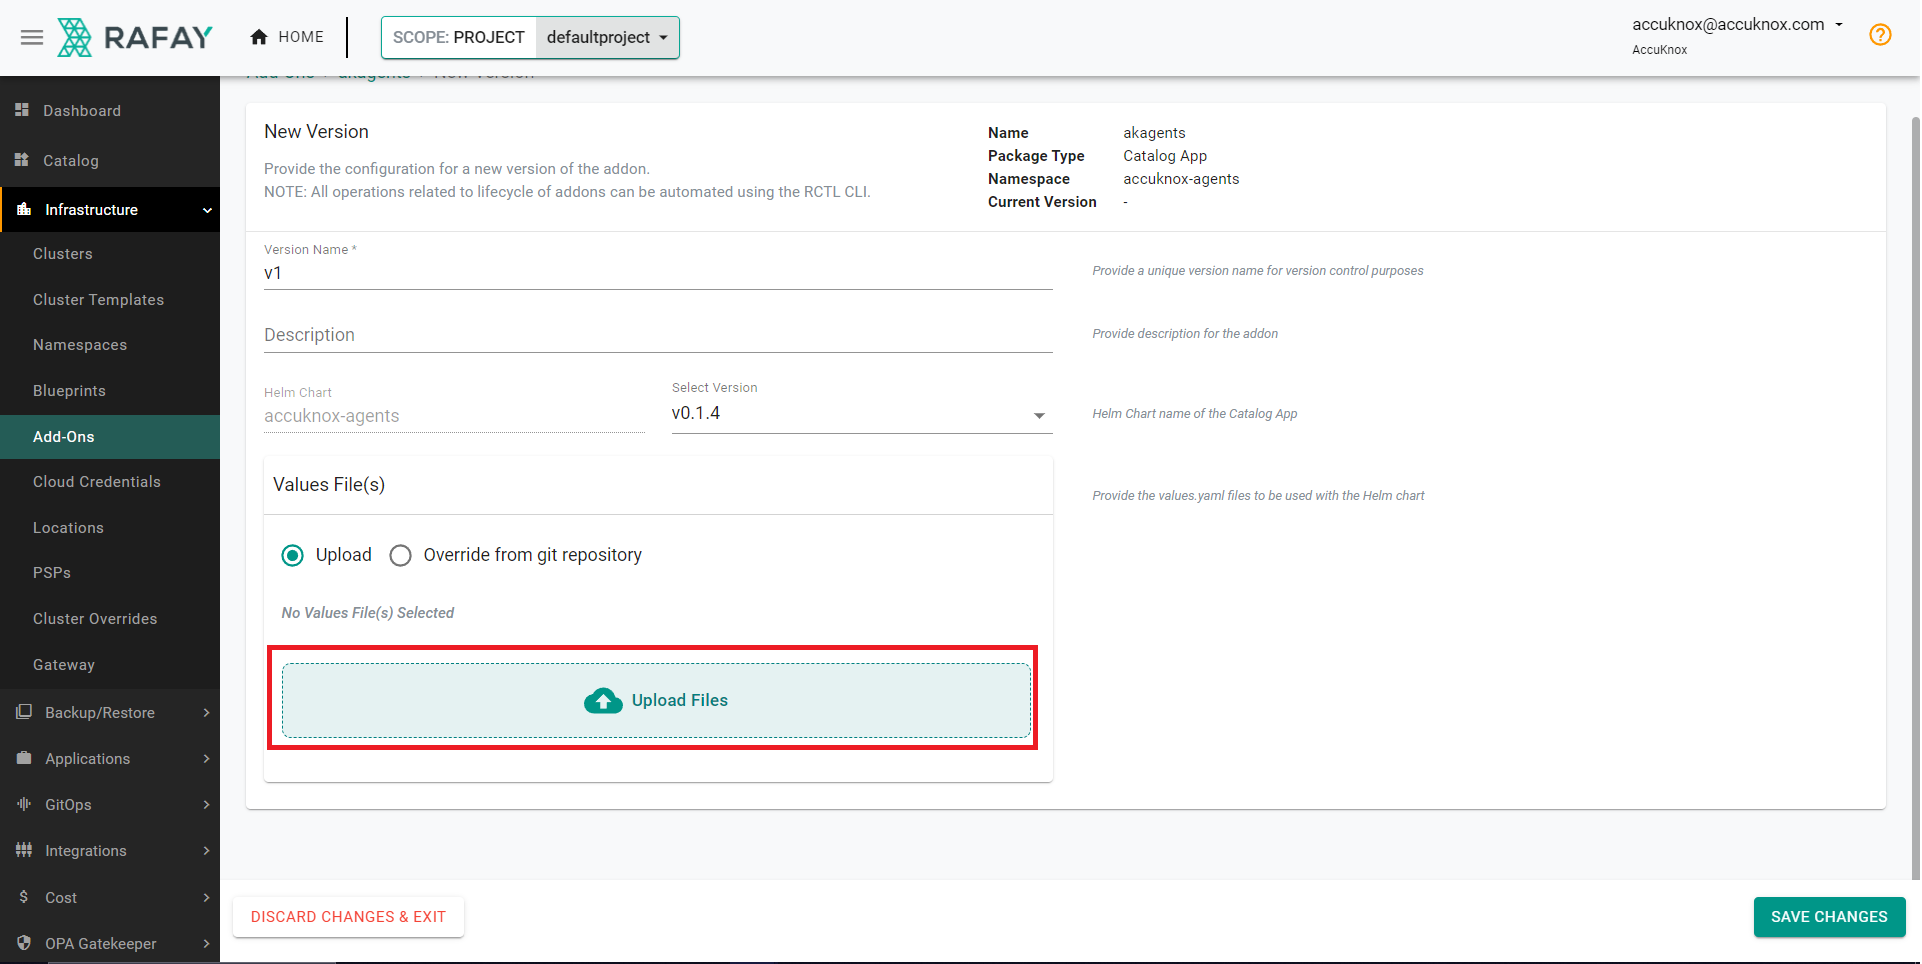 RAFAY
HOME
SCOPE: PROJECT defaultproject
accuknox@accuknox.com
AccuKnox
Add-Ons > akagents > New Version
Dashboard
Catalog
Infrastructure
Clusters
Cluster Templates
Namespaces
Blueprints
Add-Ons
Cloud Credentials
Locations
PSPs
Cluster Overrides
Gateway
Backup/Restore
Applications
GitOps
Integrations
Cost
OPA Gatekeeper
New Version
Provide the configuration for a new version of the addon.
NOTE: All operations related to lifecycle of addons can be automated using the RCTL CLI.
Name akagents
Package Type Catalog App
Namespace accuknox-agents
Current Version -
Version Name *
v1
Provide a unique version name for version control purposes
Description
Provide description for the addon
Helm Chart
accuknox-agents
Select Version
v0.1.4
Helm Chart name of the Catalog App
Values File(s)
Provide the values.yaml files to be used with the Helm chart
Upload Override from git repository
No Values File(s) Selected
Upload Files
DISCARD CHANGES & EXIT
SAVE CHANGES